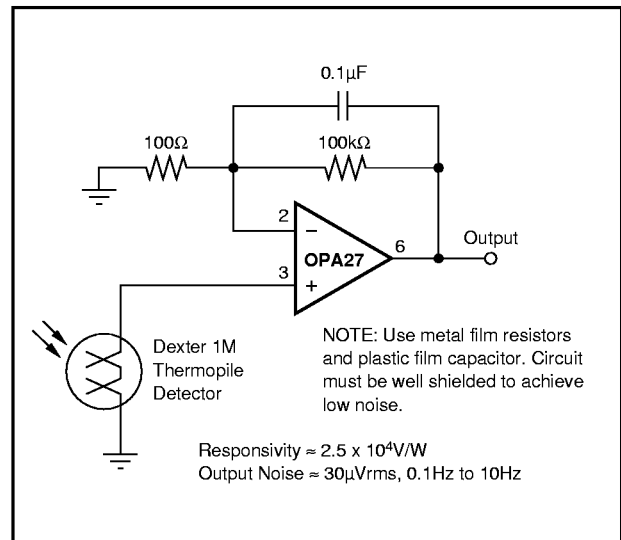 0.1µF
100Ω
100kΩ
2
−
OPA27
6
Output
3
+
Dexter 1M
Thermopile
Detector
NOTE: Use metal film resistors
and plastic film capacitor. Circuit
must be well shielded to achieve
low noise.
Responsivity ≈ 2.5 x 10⁴V/W
Output Noise ≈ 30µVrms, 0.1Hz to 10Hz